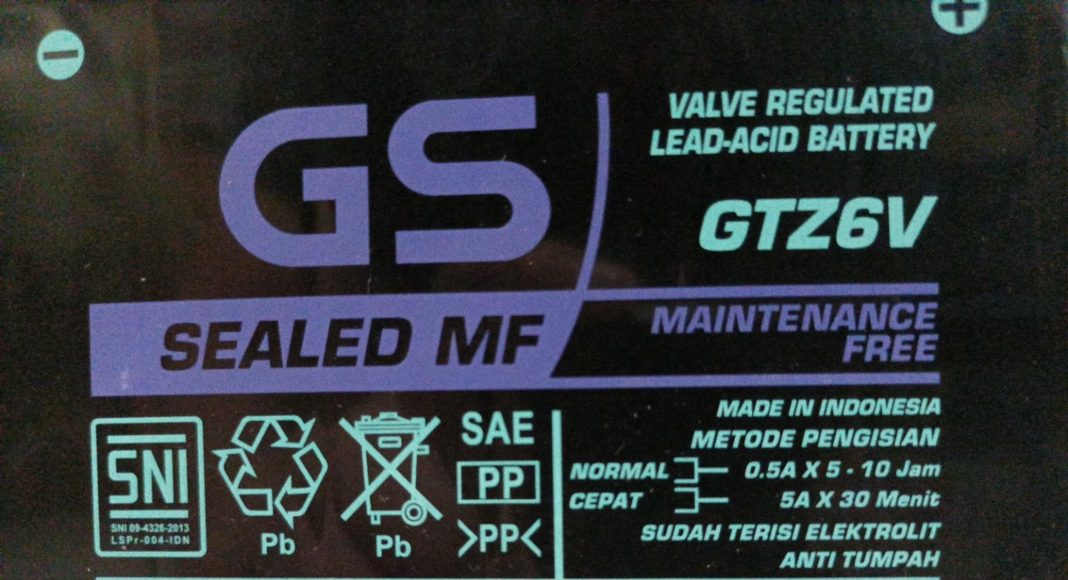 GS
VALVE REGULATED
LEAD-ACID BATTERY
GTZ6V
SEALED MF
MAINTENANCE
FREE
MADE IN INDONESIA
METODE PENGISIAN
NORMAL 0.5A X 5 - 10 Jam
CEPAT 5A X 30 Menit
SUDAH TERISI ELEKTROLIT
ANTI TUMPAH
SNI
SNI 09-4326-2013
LSPr-004-IDN
Pb
Pb
SAE
PP
>PP<